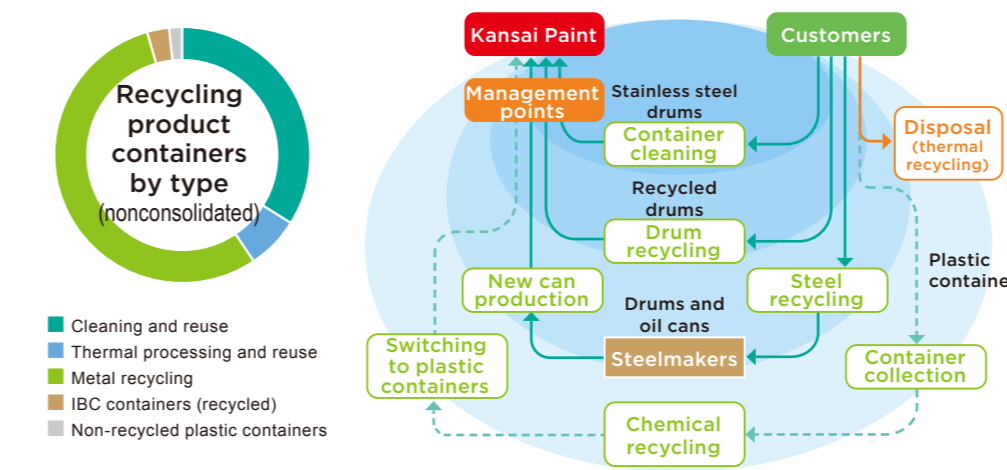 Recycling
product
containers
by type
(nonconsolidated)
Cleaning and reuse
Thermal processing and reuse
Metal recycling
IBC containers (recycled)
Non-recycled plastic containers
Kansai Paint
Customers
Management
points
Stainless steel
drums
Container
cleaning
Disposal
(thermal
recycling)
Recycled
drums
Drum
recycling
Plastic
containe
New can
production
Steel
recycling
Drums and
oil cans
Steelmakers
Switching
to plastic
containers
Container
collection
Chemical
recycling